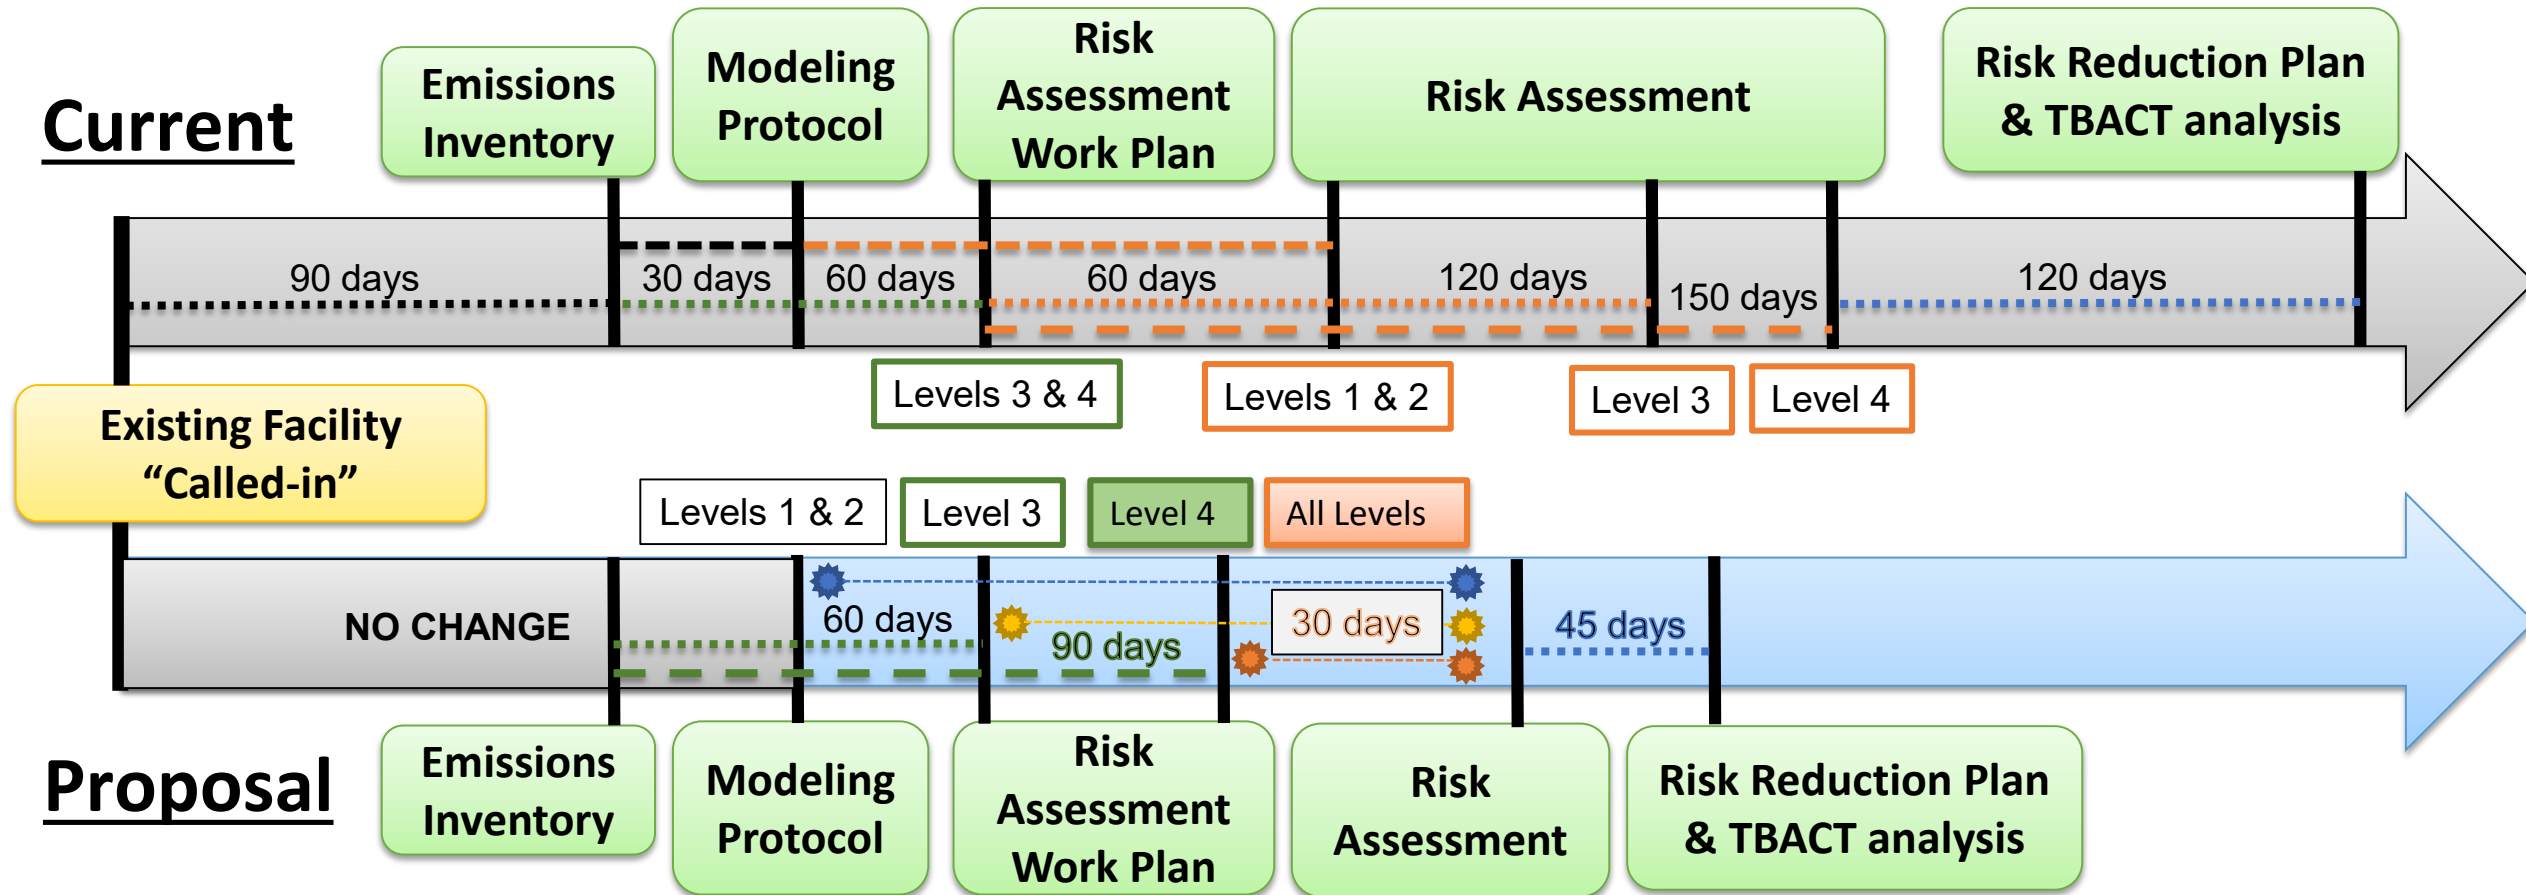 Current
Emissions
Inventory
Modeling
Protocol
Risk
Assessment
Work Plan
Risk Assessment
Risk Reduction Plan
& TBACT analysis
90 days
30 days
60 days
60 days
120 days
150 days
120 days
Levels 3 & 4
Levels 1 & 2
Level 3
Level 4
Existing Facility
“Called-in”
Levels 1 & 2
Level 3
Level 4
All Levels
NO CHANGE
60 days
90 days
30 days
45 days
Proposal
Emissions
Inventory
Modeling
Protocol
Risk
Assessment
Work Plan
Risk
Assessment
Risk Reduction Plan
& TBACT analysis